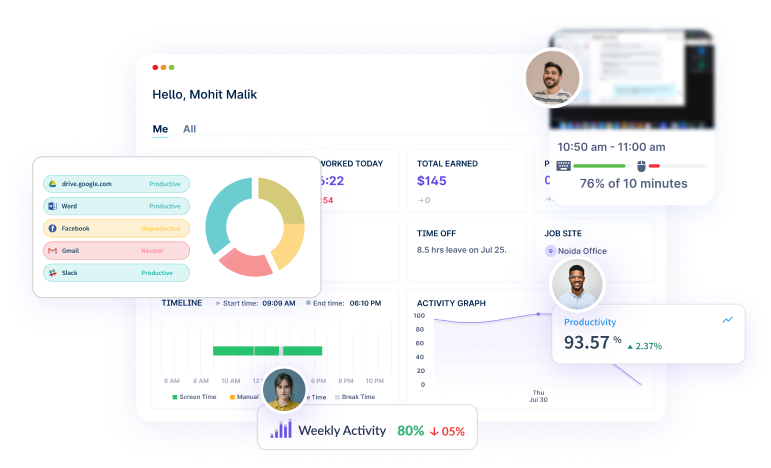 Hello, Mohit Malik
Me All
10:50 am - 11:00 am
76% of 10 minutes
drive.google.com Productive
Word Productive
Facebook Unproductive
Gmail Neutral
Slack Productive
WORKED TODAY
6:22
:54
TOTAL EARNED
$145
→0
P
0
TIME OFF
8.5 hrs leave on Jul 25.
JOB SITE
Noida Office
TIMELINE Start time: 09:09 AM End time: 06:10 PM
6 AM 8 AM 10 AM 12 6 PM 8 PM 10 PM
Screen Time Manual e Time Break Time
ACTIVITY GRAPH
100
80
60
40
20
0
Thu
Jul 30
Productivity
93.57 % ▲ 2.37%
Weekly Activity 80% ↓ 05%